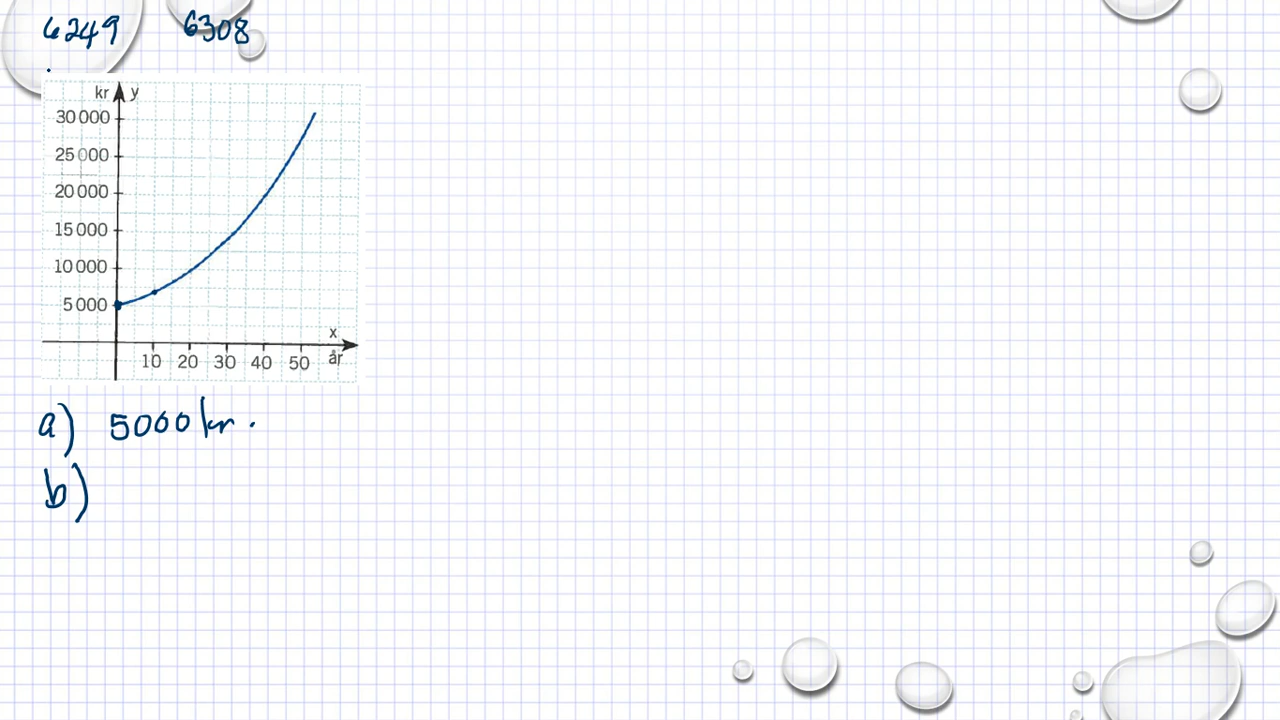 6249 6308
kr y
30 000
25 000
20 000
15 000
10 000
5 000
x
10 20 30 40 50 år
a) 5000 kr.
b)